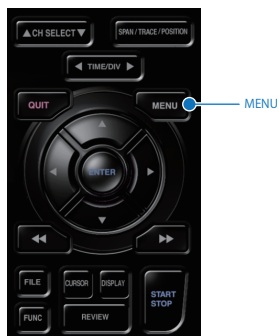 ▲CH SELECT▼ SPAN/TRACE/POSITION
◀ TIME/DIV ▶
QUIT MENU MENU
ENTER
FILE CURSOR DISPLAY START
STOP
FUNC REVIEW